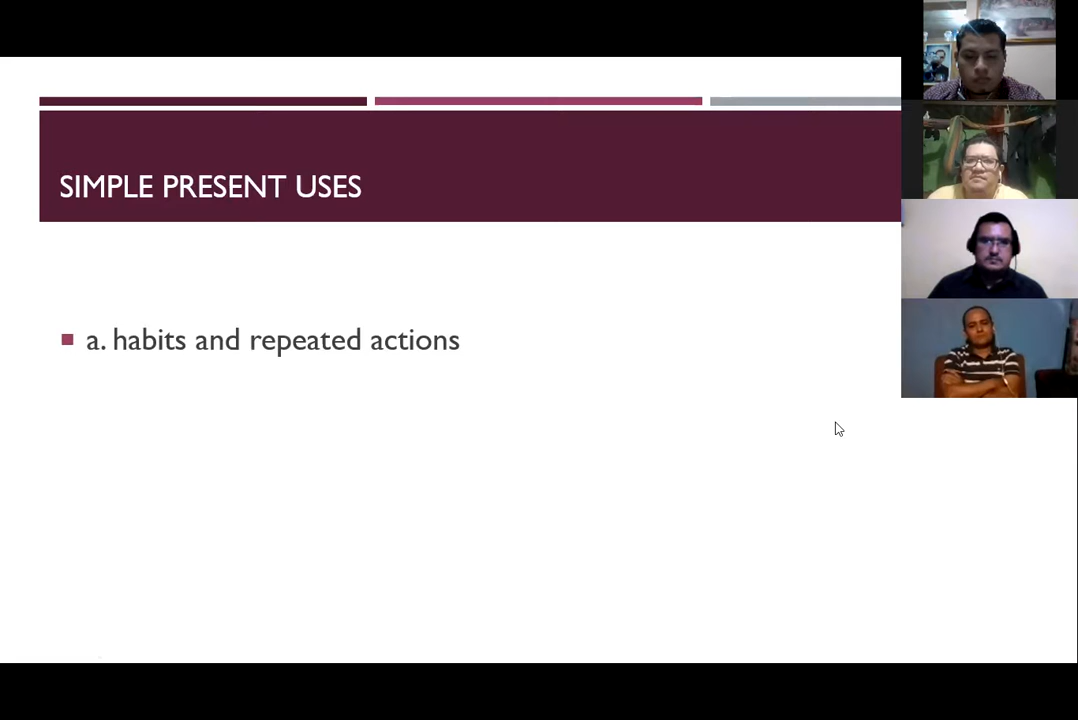 SIMPLE PRESENT USES
a. habits and repeated actions